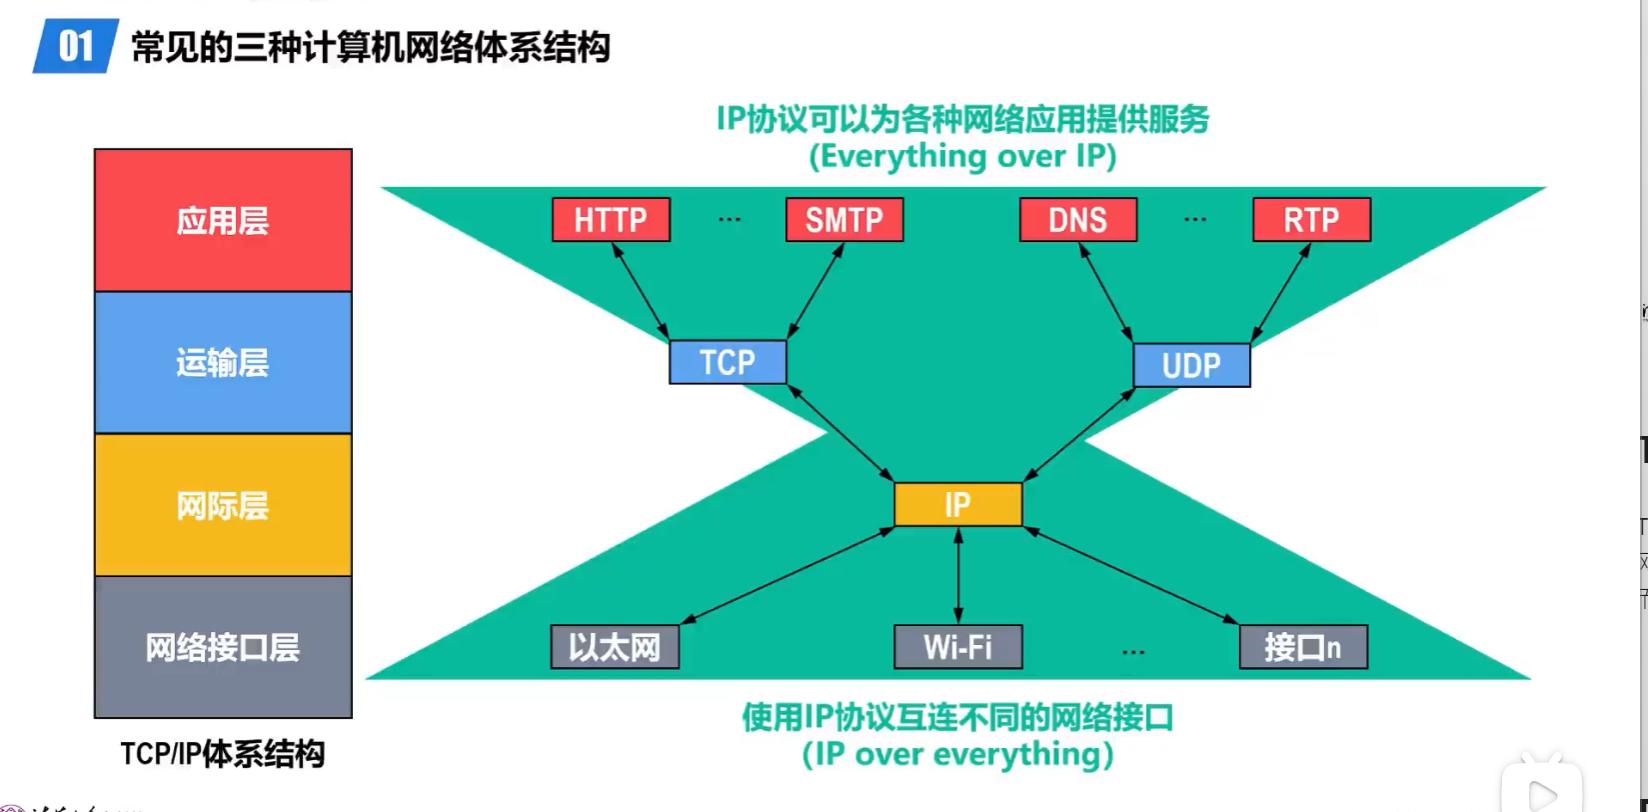 01 常见的三种计算机网络体系结构
IP协议可以为各种网络应用提供服务
(Everything over IP)
应用层
HTTP ... SMTP DNS ... RTP
运输层
TCP UDP
网际层
IP
网络接口层
以太网 Wi-Fi ... 接口n
TCP/IP体系结构
使用IP协议互连不同的网络接口
(IP over everything)